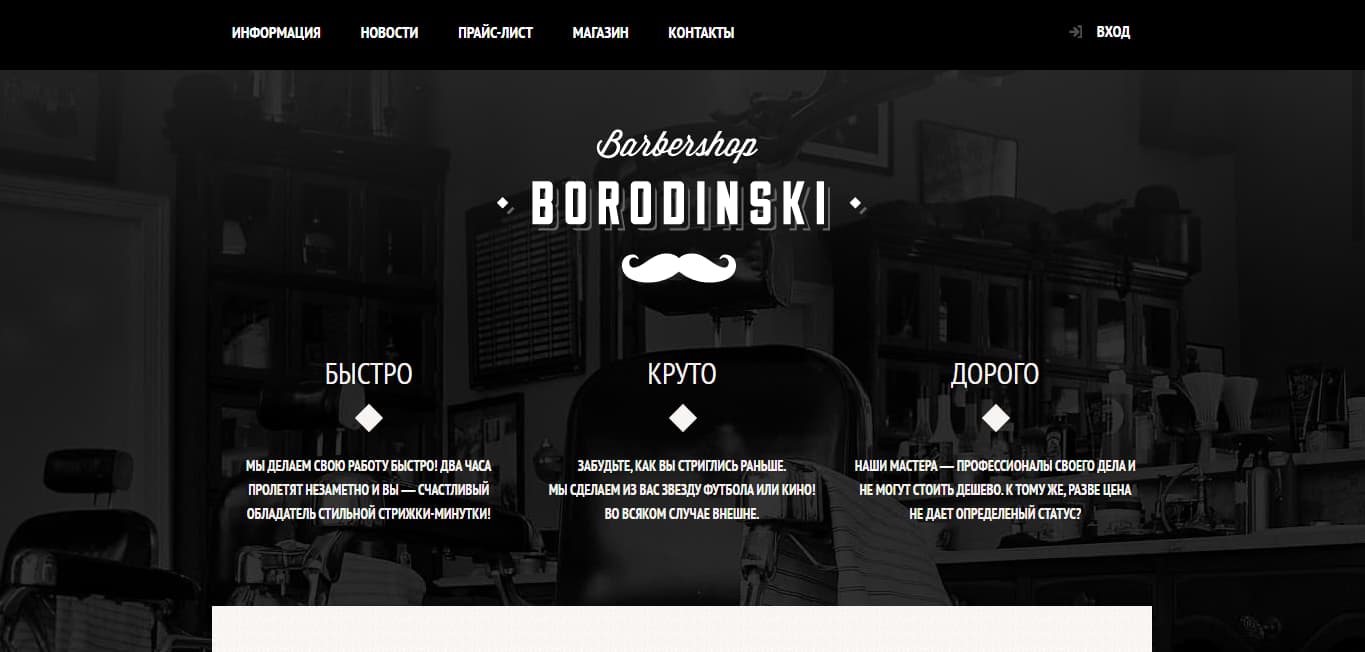 ИНФОРМАЦИЯ НОВОСТИ ПРАЙС-ЛИСТ МАГАЗИН КОНТАКТЫ ВХОД
Barbershop
BORODINSKI
БЫСТРО
МЫ ДЕЛАЕМ СВОЮ РАБОТУ БЫСТРО! ДВА ЧАСА
ПРОЛЕТЯТ НЕЗАМЕТНО И ВЫ — СЧАСТЛИВЫЙ
ОБЛАДАТЕЛЬ СТИЛЬНОЙ СТРИЖКИ-МИНУТКИ!
КРУТО
ЗАБУДЬТЕ, КАК ВЫ СТРИГЛИСЬ РАНЬШЕ.
МЫ СДЕЛАЕМ ИЗ ВАС ЗВЕЗДУ ФУТБОЛА ИЛИ КИНО!
ВО ВСЯКОМ СЛУЧАЕ ВНЕШНЕ.
ДОРОГО
НАШИ МАСТЕРА — ПРОФЕССИОНАЛЫ СВОЕГО ДЕЛА И
НЕ МОГУТ СТОИТЬ ДЕШЕВО. К ТОМУ ЖЕ, РАЗВЕ ЦЕНА
НЕ ДАЕТ ОПРЕДЕЛЕНЫЙ СТАТУС?